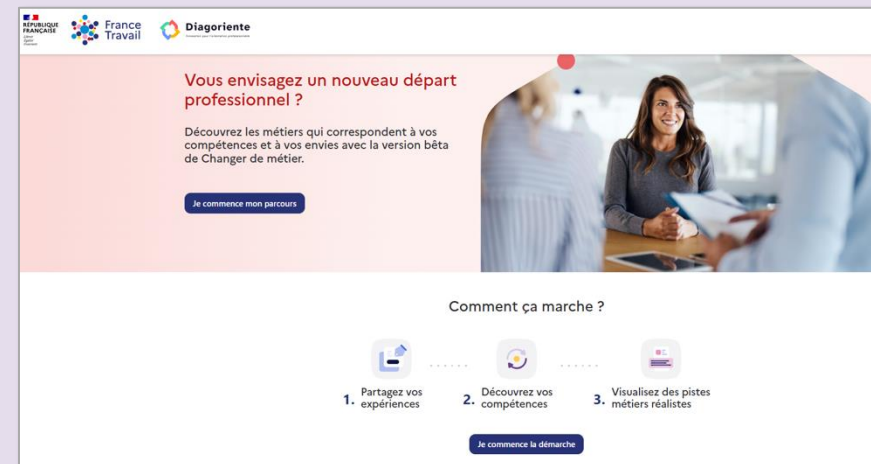 RÉPUBLIQUE
FRANÇAISE
France
Travail
Diagoriente
Vous envisagez un nouveau départ
professionnel ?
Découvrez les métiers qui correspondent à vos
compétences et à vos envies avec la version bêta
de Changer de métier.
Je commence mon parcours
Comment ça marche ?
1. Partagez vos
expériences
2. Découvrez vos
compétences
3. Visualisez des pistes
métiers réalistes
Je commence la démarche